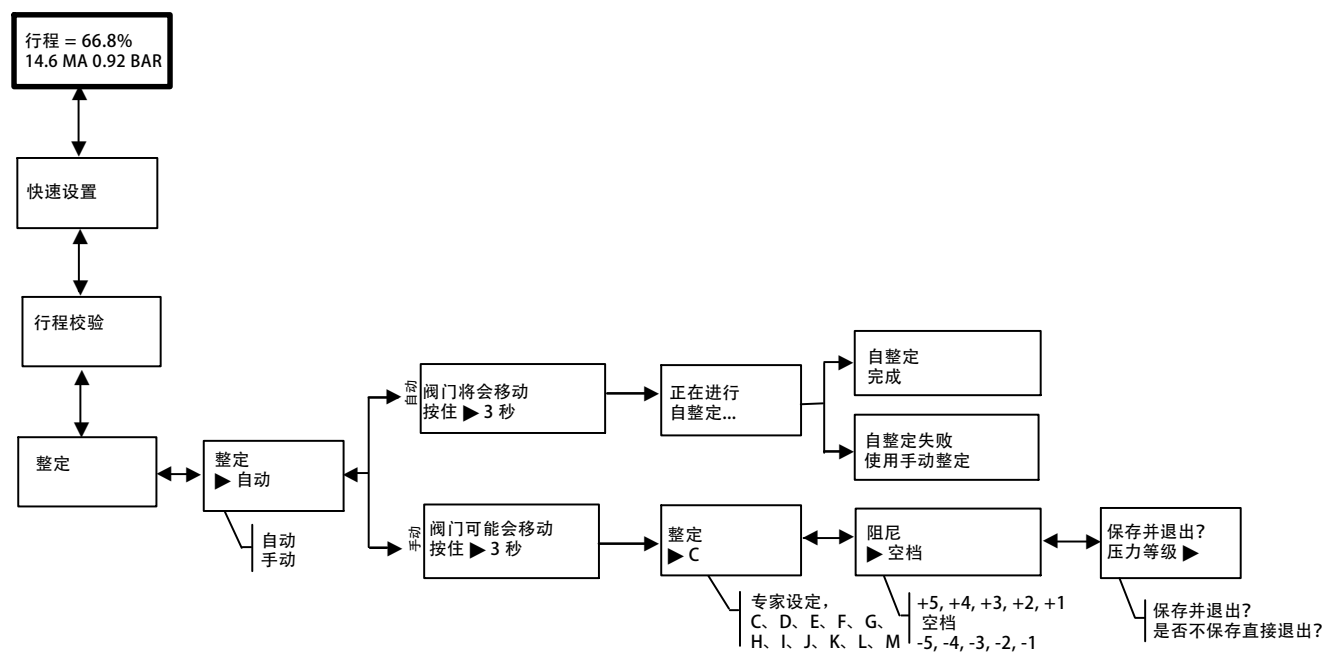 行程 = 66.8%
14.6 MA 0.92 BAR
快速设置
行程校验
整定
整定
▶ 自动
自动
手动
自动
阀门将会移动
按住 ▶ 3 秒
正在进行
自整定...
自整定
完成
自整定失败
使用手动整定
手动
阀门可能会移动
按住 ▶ 3 秒
整定
▶ C
专家设定，
C、D、E、F、G、
H、I、J、K、L、M
阻尼
▶ 空档
+5, +4, +3, +2, +1
空档
-5, -4, -3, -2, -1
保存并退出？
压力等级 ▶
保存并退出？
是否不保存直接退出？